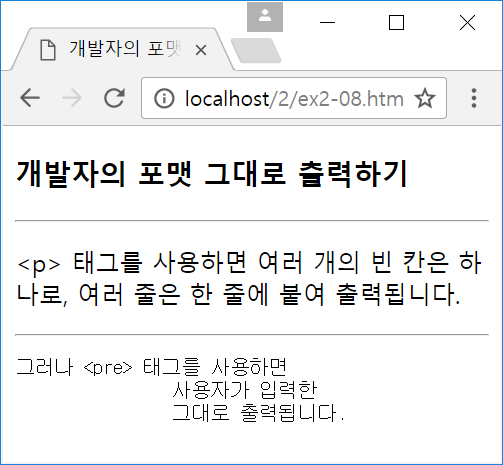 개발자의 포맷
localhost/2/ex2-08.htm
개발자의 포맷 그대로 출력하기
<p> 태그를 사용하면 여러 개의 빈 칸은 하
나로, 여러 줄은 한 줄에 붙여 출력됩니다.
그러나 <pre> 태그를 사용하면
사용자가 입력한
그대로 출력됩니다.